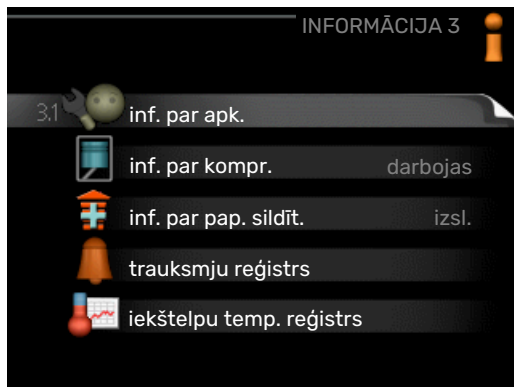 INFORMĀCIJA 3
3.1 inf. par apk.
inf. par kompr. darbojas
inf. par pap. sildīt. izsl.
trauksmju reģistrs
iekštelpu temp. reģistrs